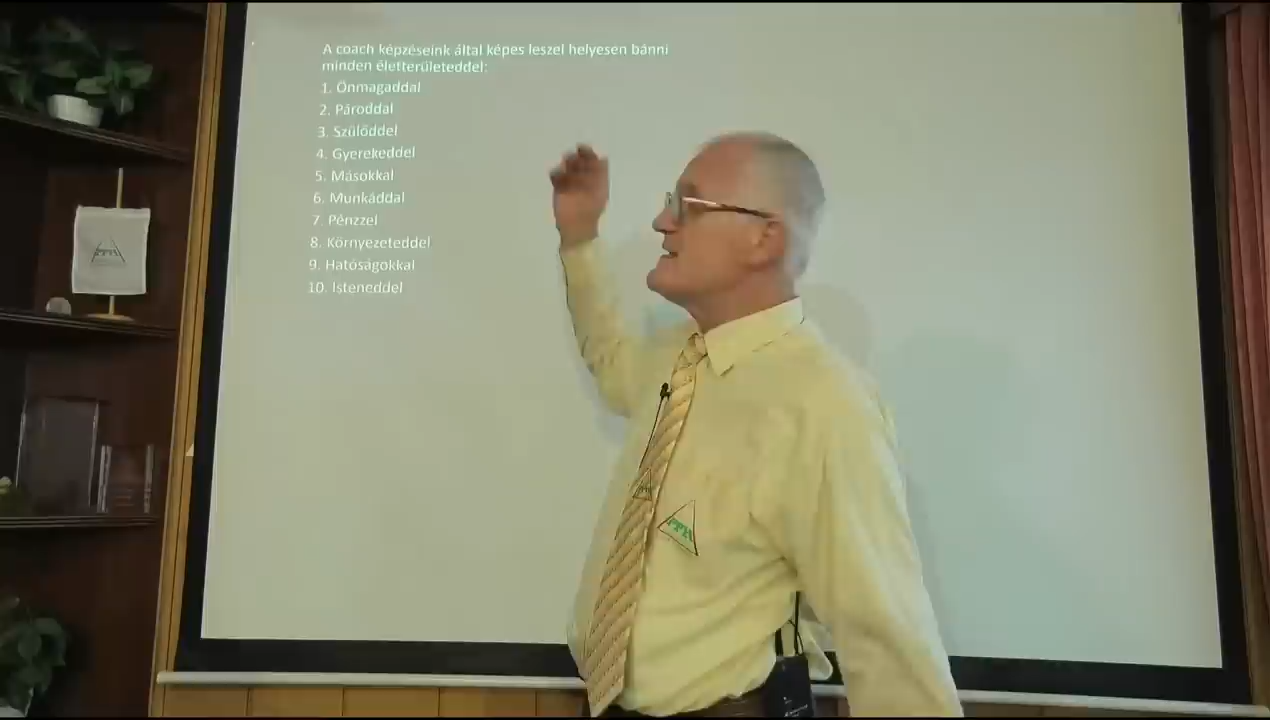 A coach képzéseink által képes leszel helyesen bánni
minden életterületeddel:
1. Önmagaddal
2. Pároddal
3. Szülőddel
4. Gyerekeddel
5. Másokkal
6. Munkáddal
7. Pénzzel
8. Környezeteddel
9. Hatóságokkal
10. Isteneddel